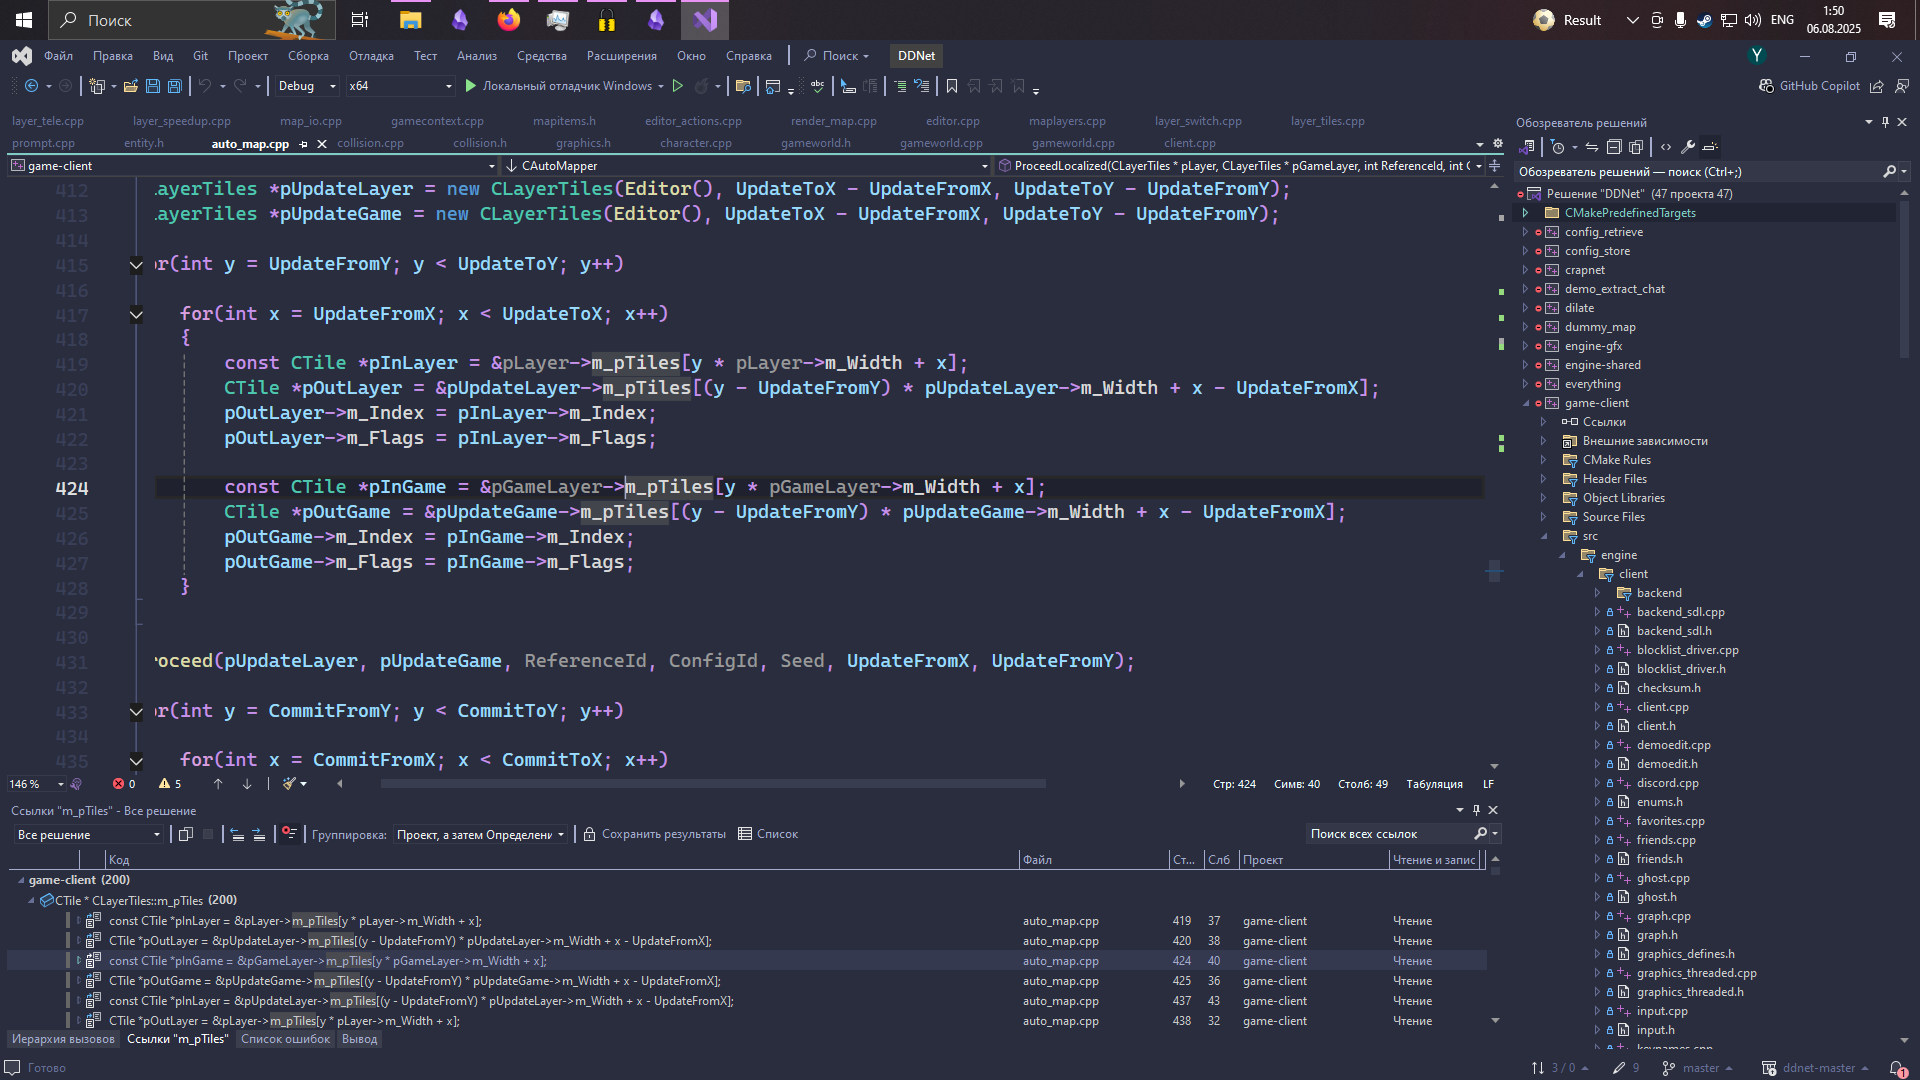 Поиск
Result
ENG
1:50
06.08.2025
Файл Правка Вид Git Проект Сборка Отладка Тест Анализ Средства Расширения Окно Справка Поиск DDNet
Y
Debug x64 Локальный отладчик Windows GitHub Copilot
layer_tele.cpp layer_speedup.cpp map_io.cpp gamecontext.cpp mapitems.h editor_actions.cpp render_map.cpp editor.cpp maplayers.cpp layer_switch.cpp layer_tiles.cpp
prompt.cpp entity.h auto_map.cpp collision.cpp collision.h graphics.h character.cpp gameworld.h gameworld.cpp gameworld.cpp client.cpp
game-client CAutoMapper ProceedLocalized(CLayerTiles * pLayer, CLayerTiles * pGameLayer, int ReferenceId, int C
412 .ayerTiles *pUpdateLayer = new CLayerTiles(Editor(), UpdateToX - UpdateFromX, UpdateToY - UpdateFromY);
413 .ayerTiles *pUpdateGame = new CLayerTiles(Editor(), UpdateToX - UpdateFromX, UpdateToY - UpdateFromY);
414
415 or(int y = UpdateFromY; y < UpdateToY; y++)
416
417 for(int x = UpdateFromX; x < UpdateToX; x++)
418 {
419 const CTile *pInLayer = &pLayer->m_pTiles[y * pLayer->m_Width + x];
420 CTile *pOutLayer = &pUpdateLayer->m_pTiles[(y - UpdateFromY) * pUpdateLayer->m_Width + x - UpdateFromX];
421 pOutLayer->m_Index = pInLayer->m_Index;
422 pOutLayer->m_Flags = pInLayer->m_Flags;
423
424 const CTile *pInGame = &pGameLayer->m_pTiles[y * pGameLayer->m_Width + x];
425 CTile *pOutGame = &pUpdateGame->m_pTiles[(y - UpdateFromY) * pUpdateGame->m_Width + x - UpdateFromX];
426 pOutGame->m_Index = pInGame->m_Index;
427 pOutGame->m_Flags = pInGame->m_Flags;
428 }
429
430
431 roceed(pUpdateLayer, pUpdateGame, ReferenceId, ConfigId, Seed, UpdateFromX, UpdateFromY);
432
433 or(int y = CommitFromY; y < CommitToY; y++)
434
435 for(int x = CommitFromX; x < CommitToX; x++)
146 % 0 5 Стр: 424 Симв: 40 Столб: 49 Табуляция LF
Ссылки "m_pTiles" - Все решение
Все решение Группировка: Проект, а затем Определени Сохранить результаты Список Поиск всех ссылок
Код Файл Ст... Слб Проект Чтение и запис
game-client (200)
CTile * CLayerTiles::m_pTiles (200)
const CTile *pInLayer = &pLayer->m_pTiles[y * pLayer->m_Width + x]; auto_map.cpp 419 37 game-client Чтение
CTile *pOutLayer = &pUpdateLayer->m_pTiles[(y - UpdateFromY) * pUpdateLayer->m_Width + x - UpdateFromX]; auto_map.cpp 420 38 game-client Чтение
const CTile *pInGame = &pGameLayer->m_pTiles[y * pGameLayer->m_Width + x]; auto_map.cpp 424 40 game-client Чтение
CTile *pOutGame = &pUpdateGame->m_pTiles[(y - UpdateFromY) * pUpdateGame->m_Width + x - UpdateFromX]; auto_map.cpp 425 36 game-client Чтение
const CTile *pInLayer = &pUpdateLayer->m_pTiles[(y - UpdateFromY) * pUpdateLayer->m_Width + x - UpdateFromX]; auto_map.cpp 437 43 game-client Чтение
CTile *pOutLayer = &pLayer->m_pTiles[y * pLayer->m_Width + x]; auto_map.cpp 438 32 game-client Чтение
Иерархия вызовов Ссылки "m_pTiles" Список ошибок Вывод
Обозреватель решений
Обозреватель решений — поиск (Ctrl+;)
Решение "DDNet" (47 проекта 47)
CMakePredefinedTargets
config_retrieve
config_store
crapnet
demo_extract_chat
dilate
dummy_map
engine-gfx
engine-shared
everything
game-client
Ссылки
Внешние зависимости
CMake Rules
Header Files
Object Libraries
Source Files
src
engine
client
backend
backend_sdl.cpp
backend_sdl.h
blocklist_driver.cpp
blocklist_driver.h
checksum.h
client.cpp
client.h
demoedit.cpp
demoedit.h
discord.cpp
enums.h
favorites.cpp
friends.cpp
friends.h
ghost.cpp
ghost.h
graph.cpp
graph.h
graphics_defines.h
graphics_threaded.cpp
graphics_threaded.h
input.cpp
input.h
keynames.cpp
Готово 3 / 0 9 master ddnet-master 1